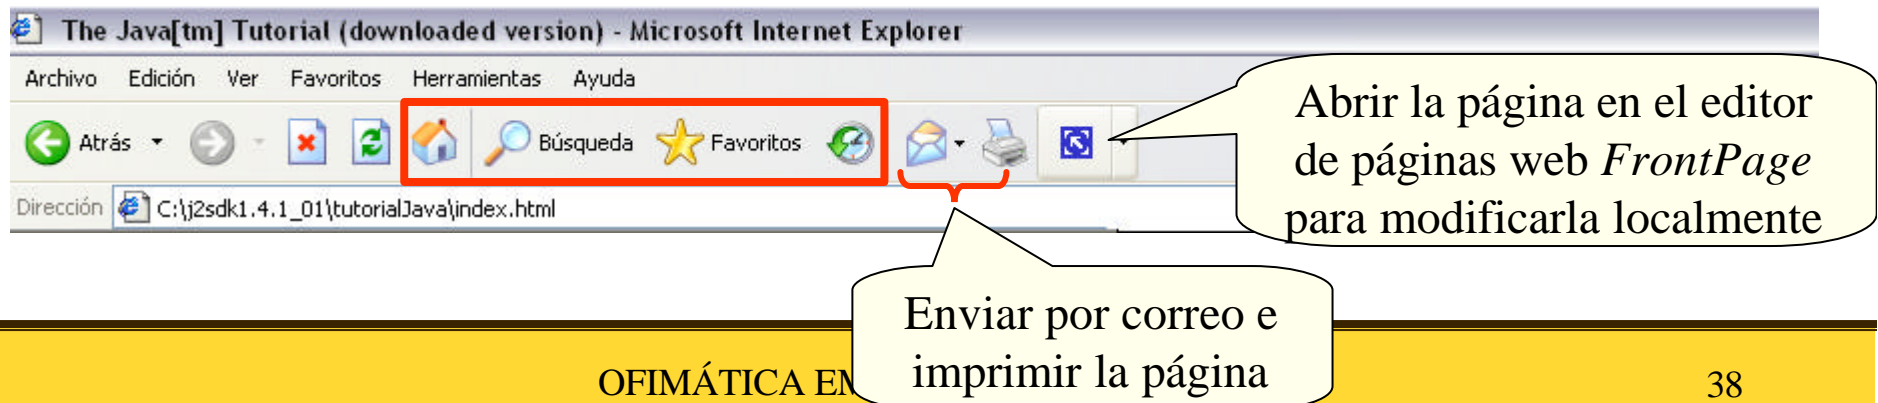 The Java[tm] Tutorial (downloaded version) - Microsoft Internet Explorer
Archivo Edición Ver Favoritos Herramientas Ayuda
Atrás Búsqueda Favoritos
Dirección C:\j2sdk1.4.1_01\tutorialJava\index.html
Abrir la página en el editor
de páginas web FrontPage
para modificarla localmente
Enviar por correo e
imprimir la página
OFIMÁTICA
38